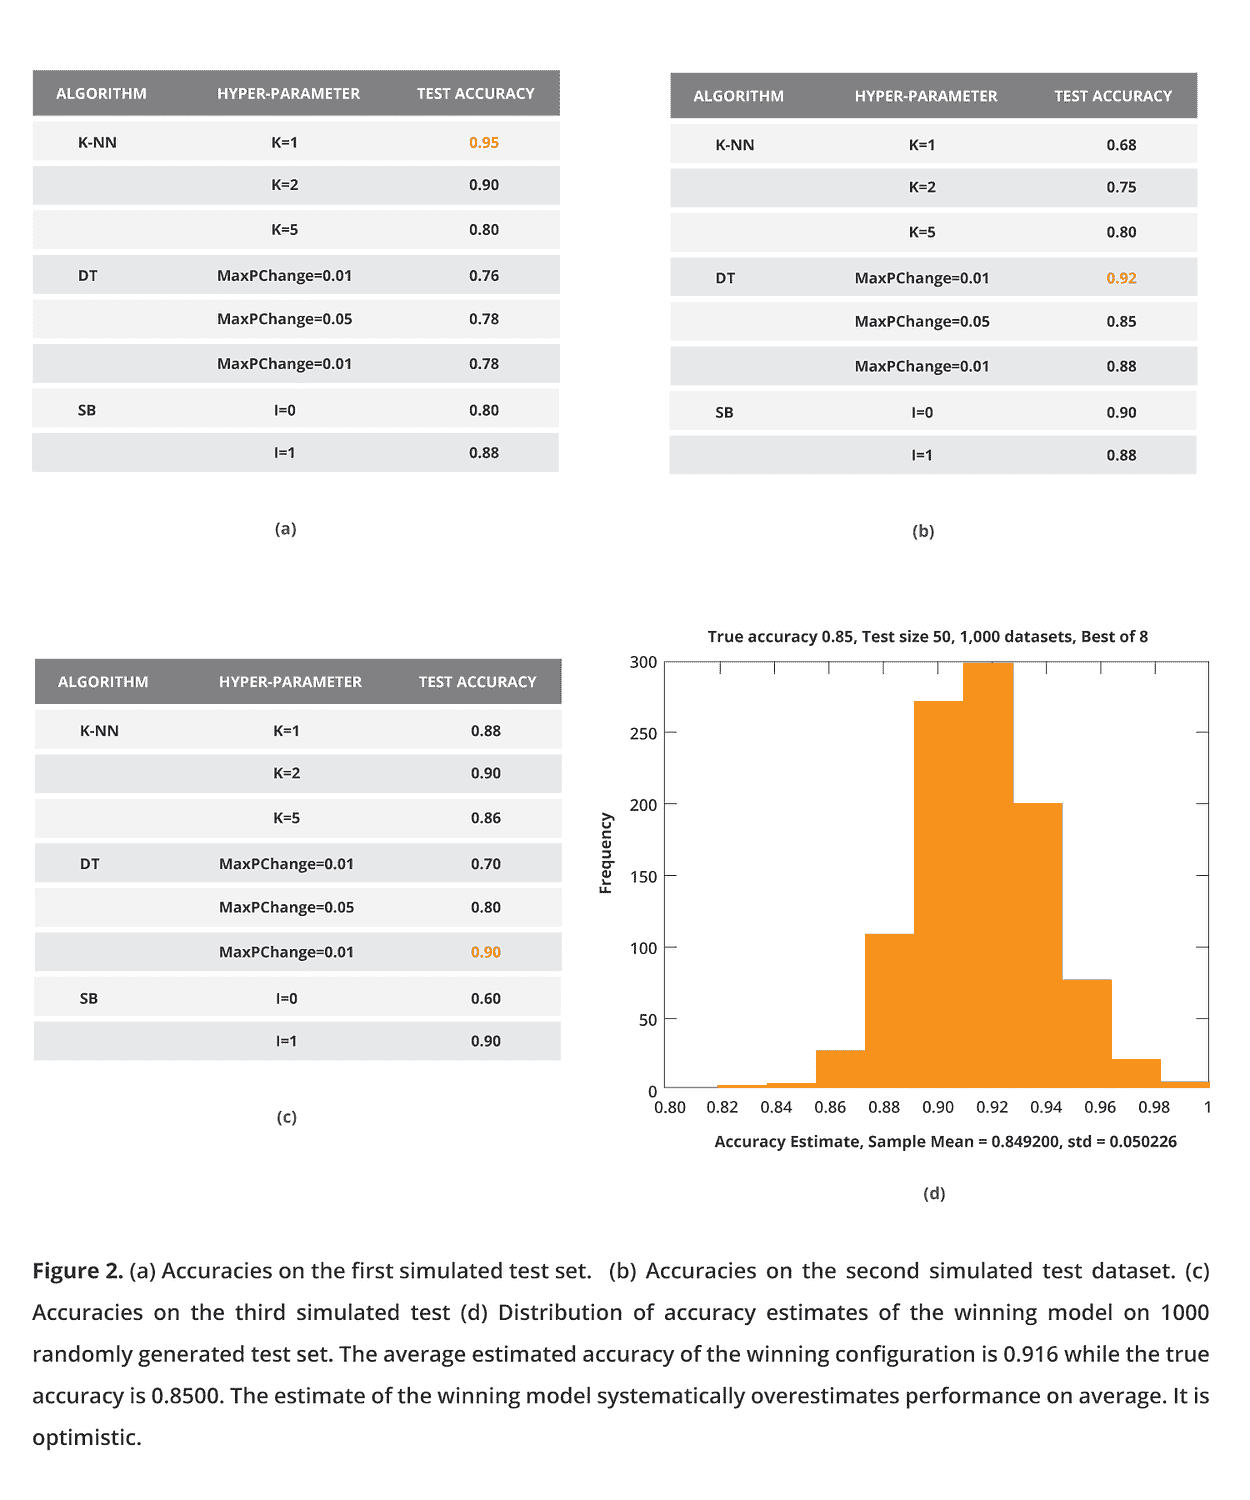 ALGORITHM HYPER-PARAMETER TEST ACCURACY
K-NN K=1 0.95
K=2 0.90
K=5 0.80
DT MaxPChange=0.01 0.76
MaxPChange=0.05 0.78
MaxPChange=0.01 0.78
SB I=0 0.80
I=1 0.88
(a)
ALGORITHM HYPER-PARAMETER TEST ACCURACY
K-NN K=1 0.68
K=2 0.75
K=5 0.80
DT MaxPChange=0.01 0.92
MaxPChange=0.05 0.85
MaxPChange=0.01 0.88
SB I=0 0.90
I=1 0.88
(b)
ALGORITHM HYPER-PARAMETER TEST ACCURACY
K-NN K=1 0.88
K=2 0.90
K=5 0.86
DT MaxPChange=0.01 0.70
MaxPChange=0.05 0.80
MaxPChange=0.01 0.90
SB I=0 0.60
I=1 0.90
(c)
True accuracy 0.85, Test size 50, 1,000 datasets, Best of 8
300
250
200
150
100
50
0
Frequency
0.80 0.82 0.84 0.86 0.88 0.90 0.92 0.94 0.96 0.98 1
Accuracy Estimate, Sample Mean = 0.849200, std = 0.050226
(d)
Figure 2. (a) Accuracies on the first simulated test set. (b) Accuracies on the second simulated test dataset. (c)
Accuracies on the third simulated test (d) Distribution of accuracy estimates of the winning model on 1000
randomly generated test set. The average estimated accuracy of the winning configuration is 0.916 while the true
accuracy is 0.8500. The estimate of the winning model systematically overestimates performance on average. It is
optimistic.